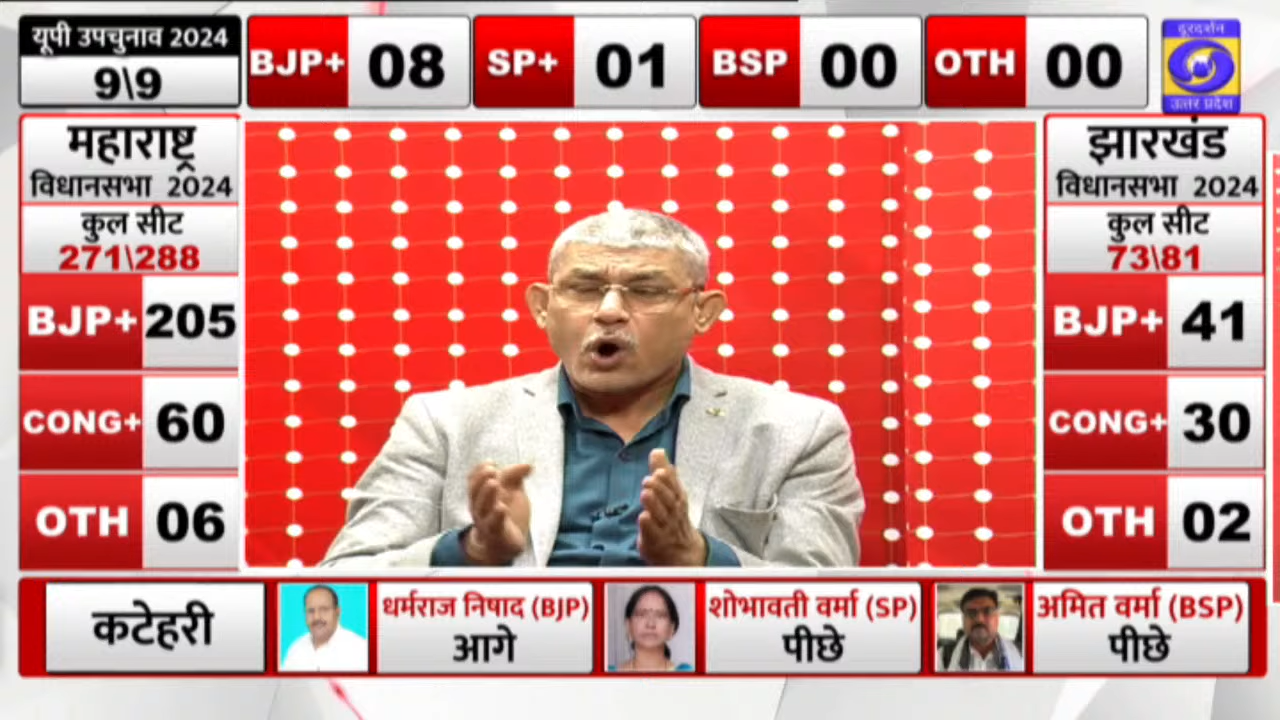 यूपी उपचुनाव 2024
9\9
BJP+ 08
SP+ 01
BSP 00
OTH 00
दूरदर्शन
उत्तर प्रदेश
महाराष्ट्र
विधानसभा 2024
कुल सीट
271\288
BJP+ 205
CONG+ 60
OTH 06
झारखंड
विधानसभा 2024
कुल सीट
73\81
BJP+ 41
CONG+ 30
OTH 02
कटेहरी
धर्मराज निषाद (BJP)
आगे
शोभावती वर्मा (SP)
पीछे
अमित वर्मा (BSP)
पीछे